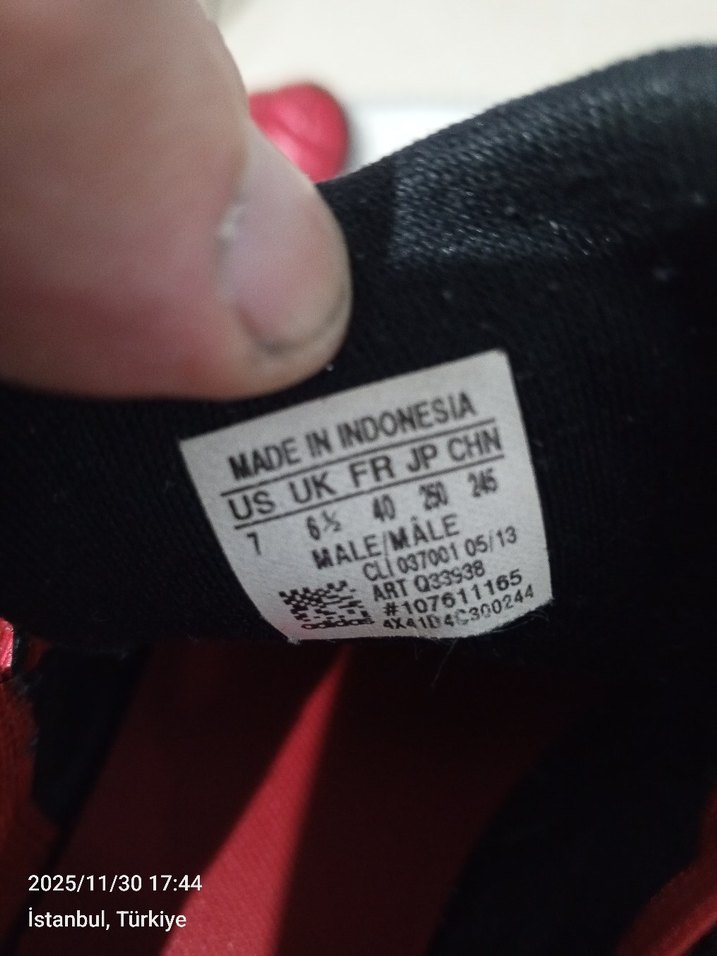 MADE IN INDONESIA
US UK FR JP CHN
7 6½ 40 250 245
MALE/MÂLE
CLI 037001 05/13
ART Q33938
#107611165
adidas 4X41D4C300244
2025/11/30 17:44
İstanbul, Türkiye